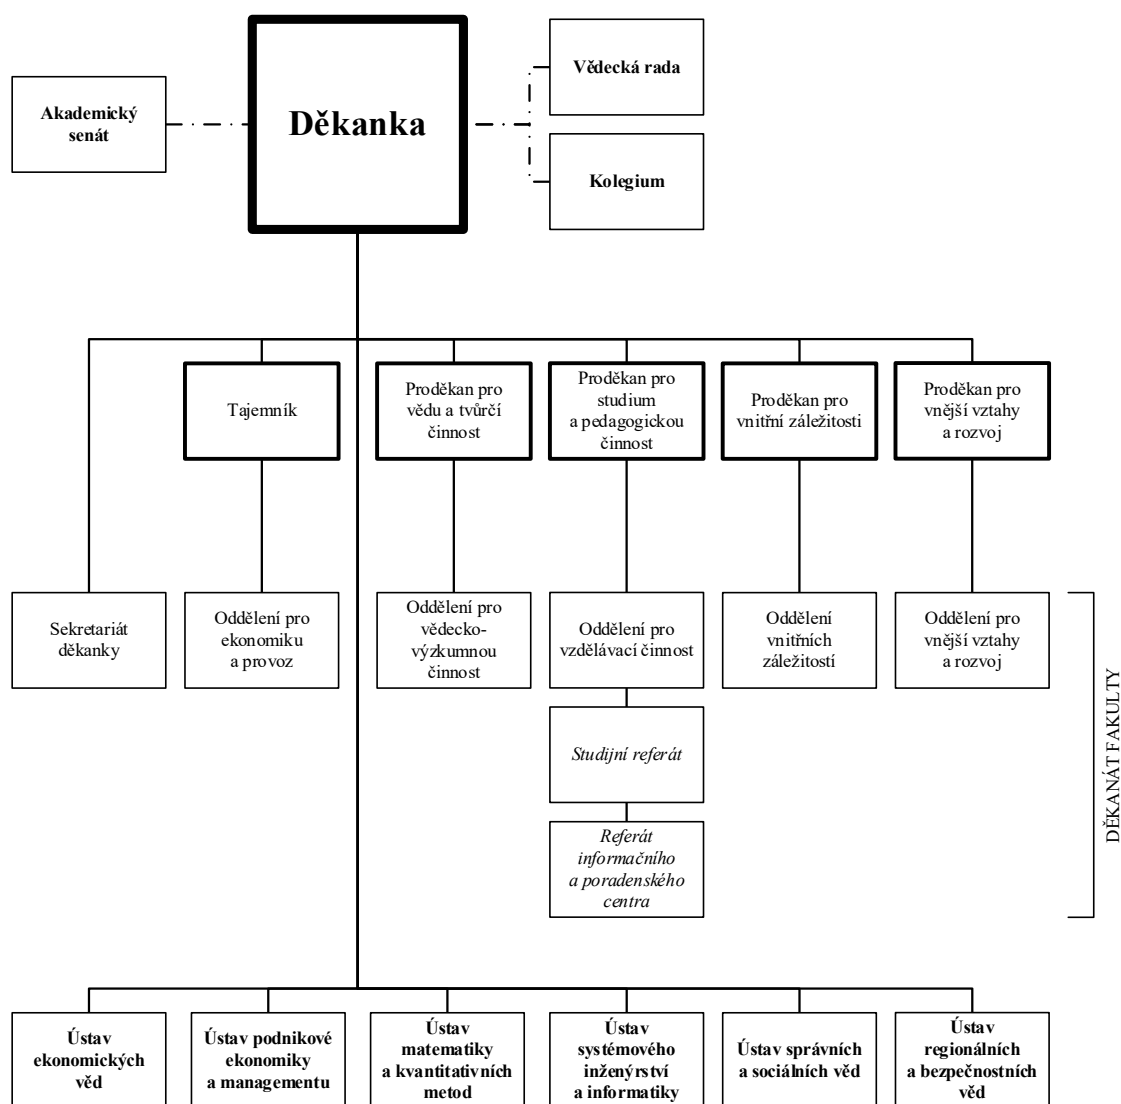 Vědecká rada
Akademický
senát
Děkanka
Kolegium
Tajemník
Proděkan pro
vědu a tvůrčí
činnost
Proděkan pro
studium
a pedagogickou
činnost
Proděkan pro
vnitřní záležitosti
Proděkan pro
vnější vztahy
a rozvoj
Sekretariát
děkanky
Oddělení pro
ekonomiku
a provoz
Oddělení pro
vědecko-
výzkumnou
činnost
Oddělení pro
vzdělávací činnost
Oddělení
vnitřních
záležitostí
Oddělení pro
vnější vztahy
a rozvoj
Studijní referát
Referát
informačního
a poradenského
centra
DĚKANÁT FAKULTY
Ústav
ekonomických
věd
Ústav podnikové
ekonomiky
a managementu
Ústav
matematiky
a kvantitativních
metod
Ústav
systémového
inženýrství
a informatiky
Ústav správních
a sociálních věd
Ústav
regionálních
a bezpečnostních
věd